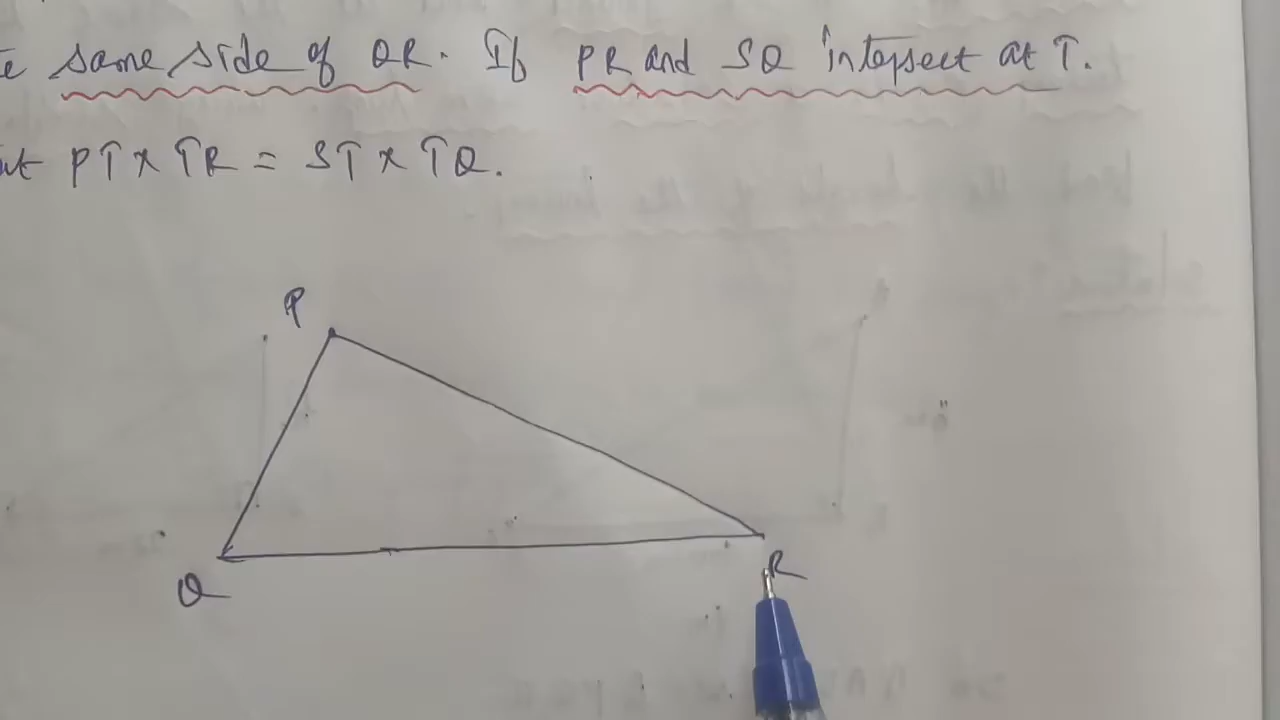 same side of QR. If PR and SQ intersect at T.
PT x TR = ST x TQ.
P
Q
R